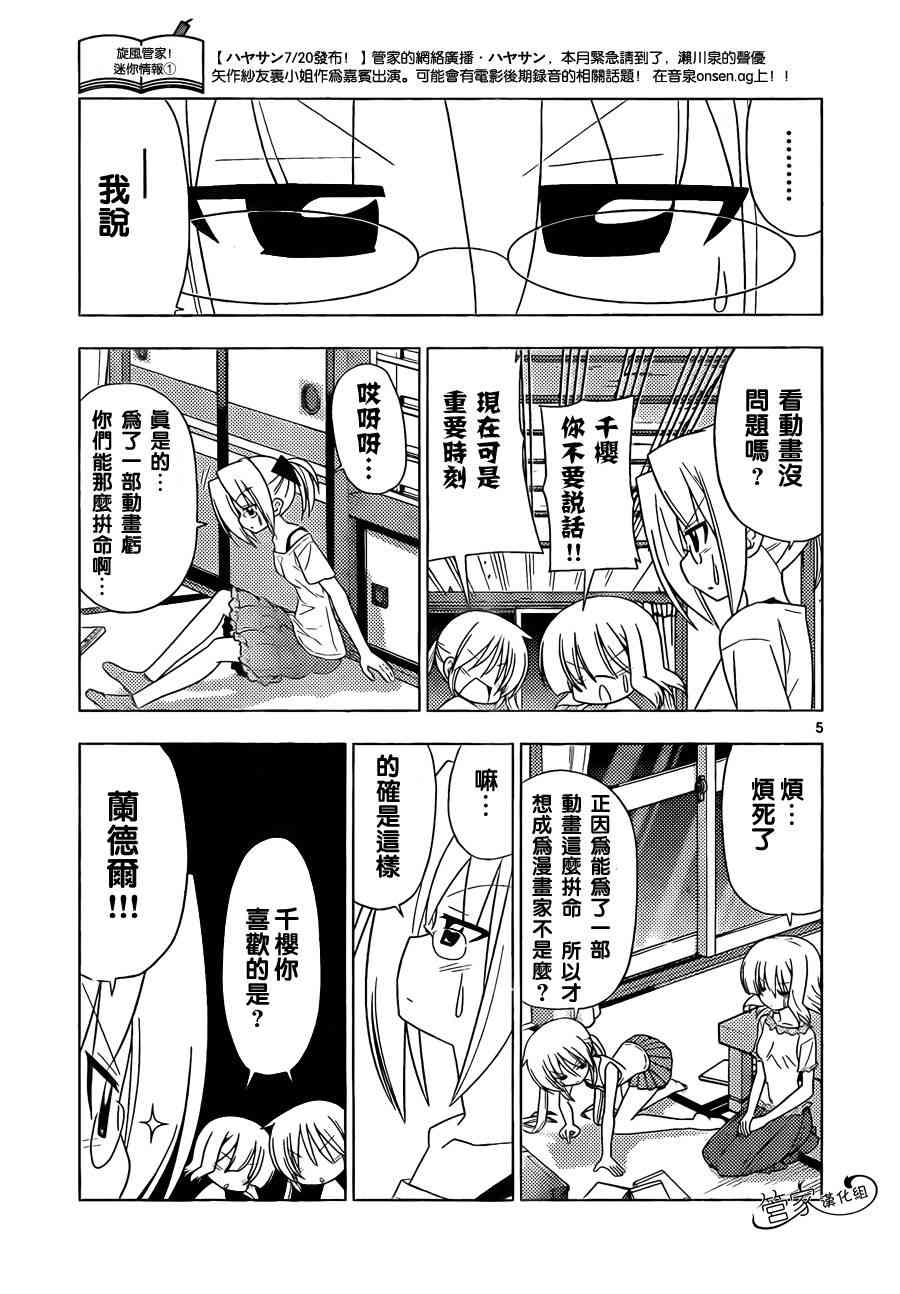 旋風管家!
迷你情報①
【ハヤサン7/20發布！】管家的網絡廣播・ハヤサン，本月緊急請到了，瀨川泉的聲優
矢作紗友裏小姐作爲嘉賓出演。可能會有電影後期錄音的相關話題！ 在音泉onsen.ag上！！
………
——
我說
看動畫沒
問題嗎？
千櫻
你不要說話!!
現在可是
重要時刻
哎呀呀…
真是的…
爲了一部動畫虧
你們能那麼拚命啊…
5
煩…
煩死了
正因爲能爲了一部
動畫這麼拚命 所以才
想成爲漫畫家不是麼？
嘛…
的確是這樣
千櫻你
喜歡的是？
蘭德爾!!!
管家漢化組